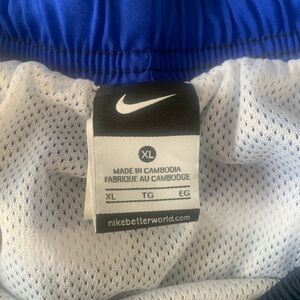 XL
MADE IN CAMBODIA
FABRIQUE AU CAMBODGE
XL TG EG
nikebetterworld.com